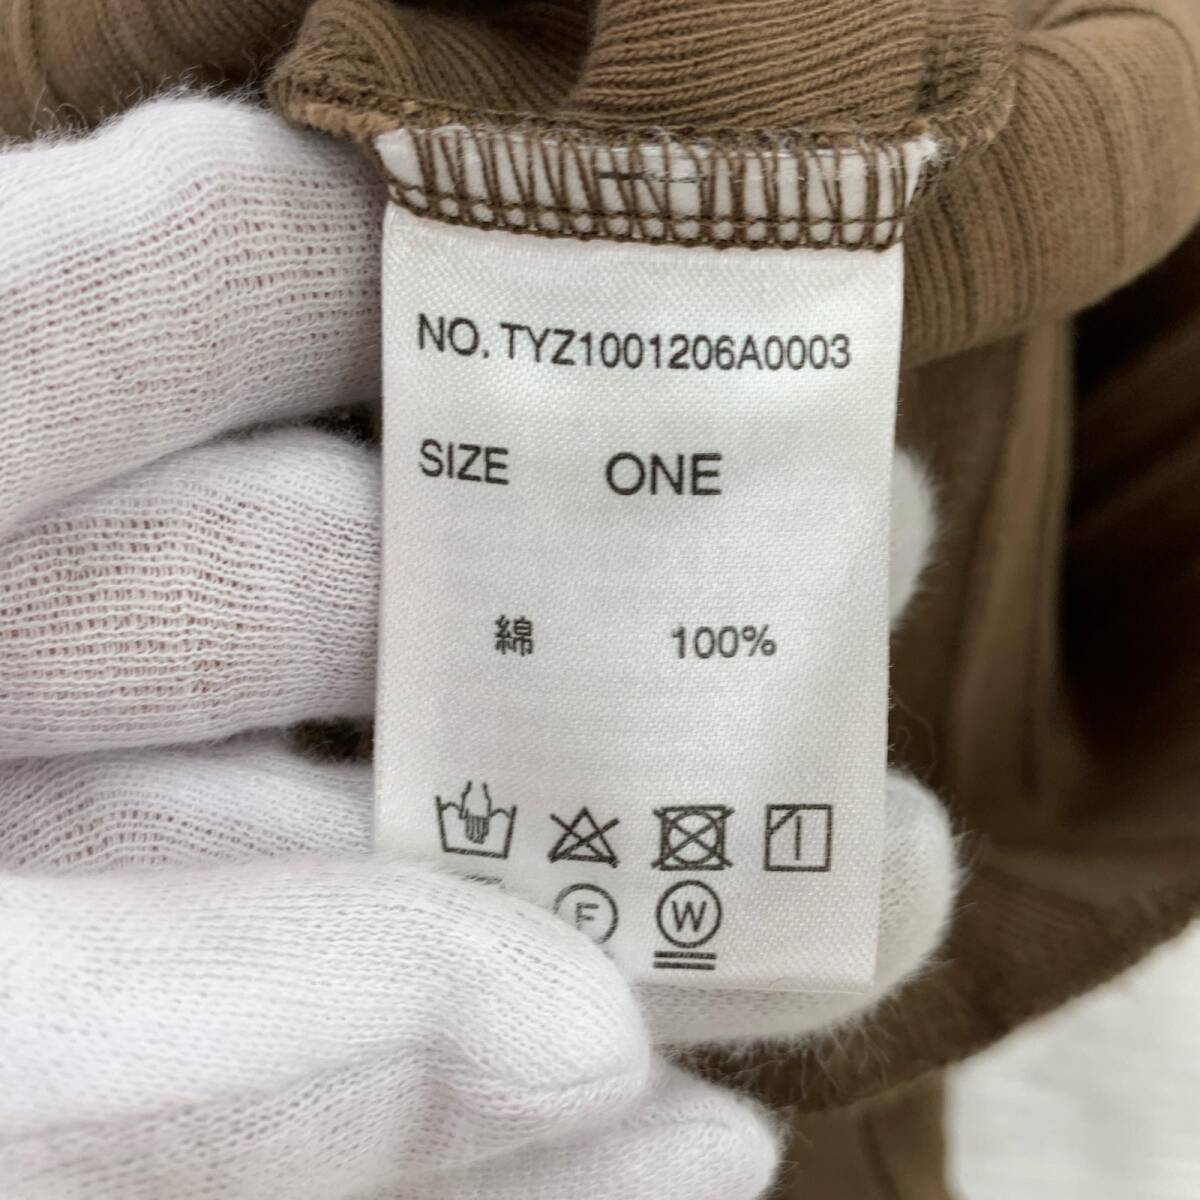 NO. TYZ1001206A0003
SIZE ONE
綿 100%
F W